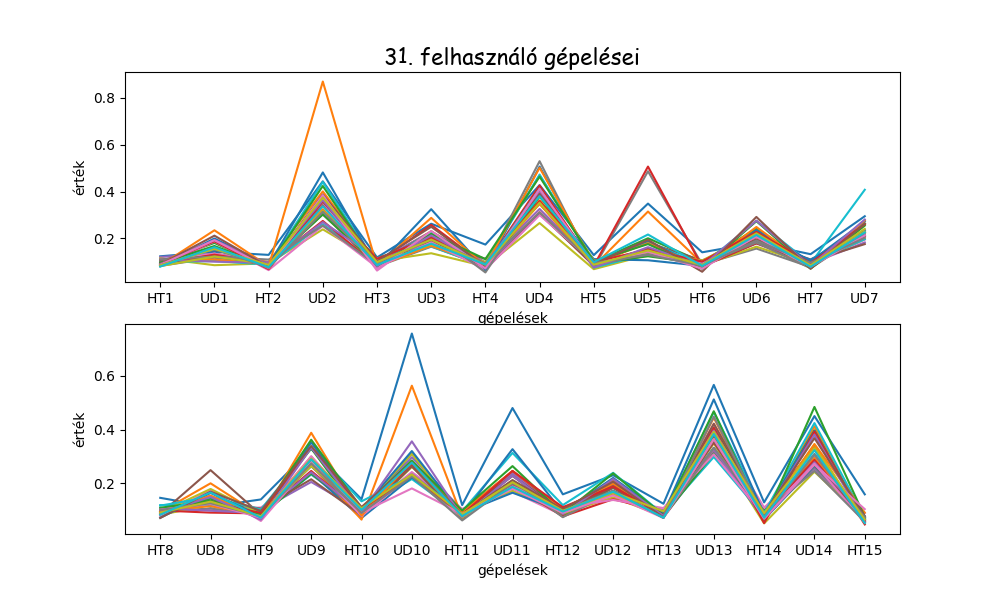 31. felhasználó gépelései
érték
0.8
0.6
0.4
0.2
HT1 UD1 HT2 UD2 HT3 UD3 HT4 UD4 HT5 UD5 HT6 UD6 HT7 UD7
gépelések
érték
0.6
0.4
0.2
HT8 UD8 HT9 UD9 HT10 UD10 HT11 UD11 HT12 UD12 HT13 UD13 HT14 UD14 HT15
gépelések